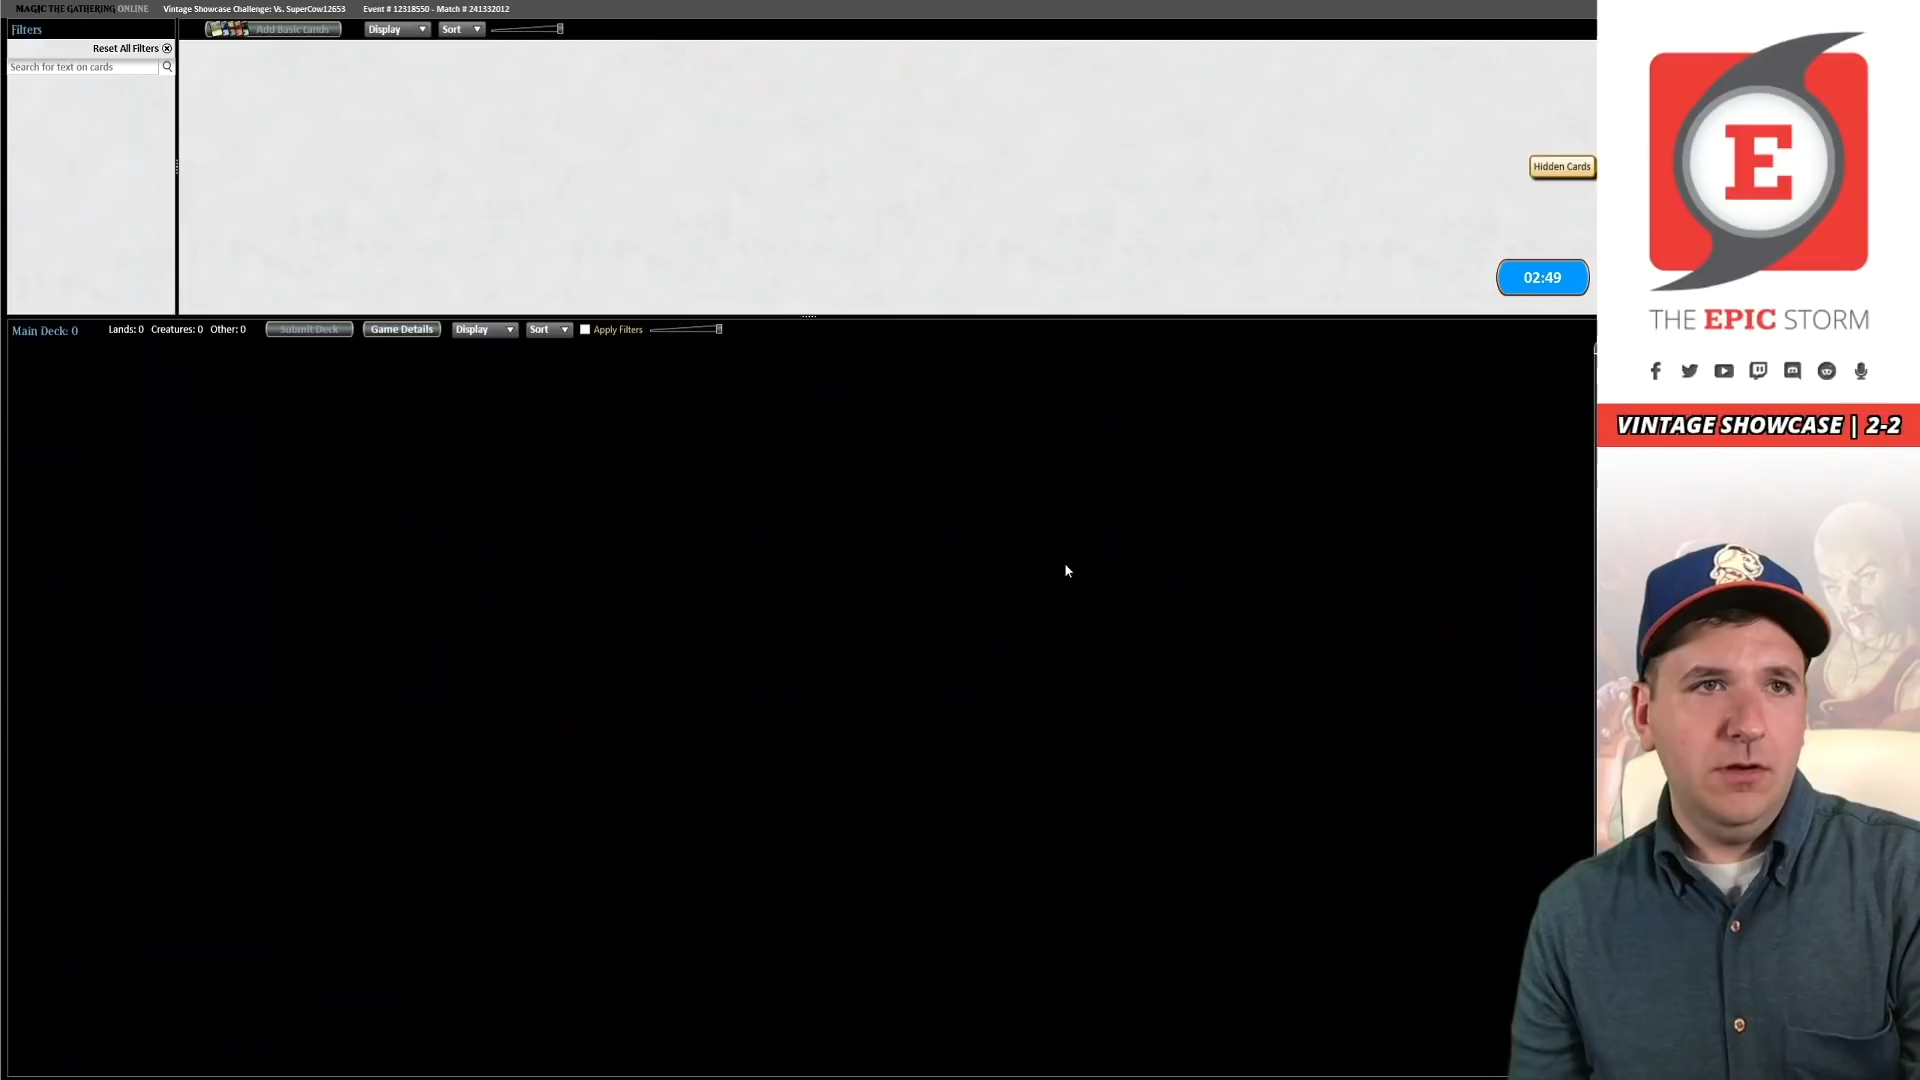 MAGIC THE GATHERING ONLINE Vintage Showcase Challenge: Vs. SuperCow12653 Event # 12318550 - Match # 241332012
Filters Add Basic Lands Display Sort
Reset All Filters
Search for text on cards
Hidden Cards
02:49
Main Deck: 0 Lands: 0 Creatures: 0 Other: 0 Submit Deck Game Details Display Sort Apply Filters
E
THE EPIC STORM
VINTAGE SHOWCASE | 2-2